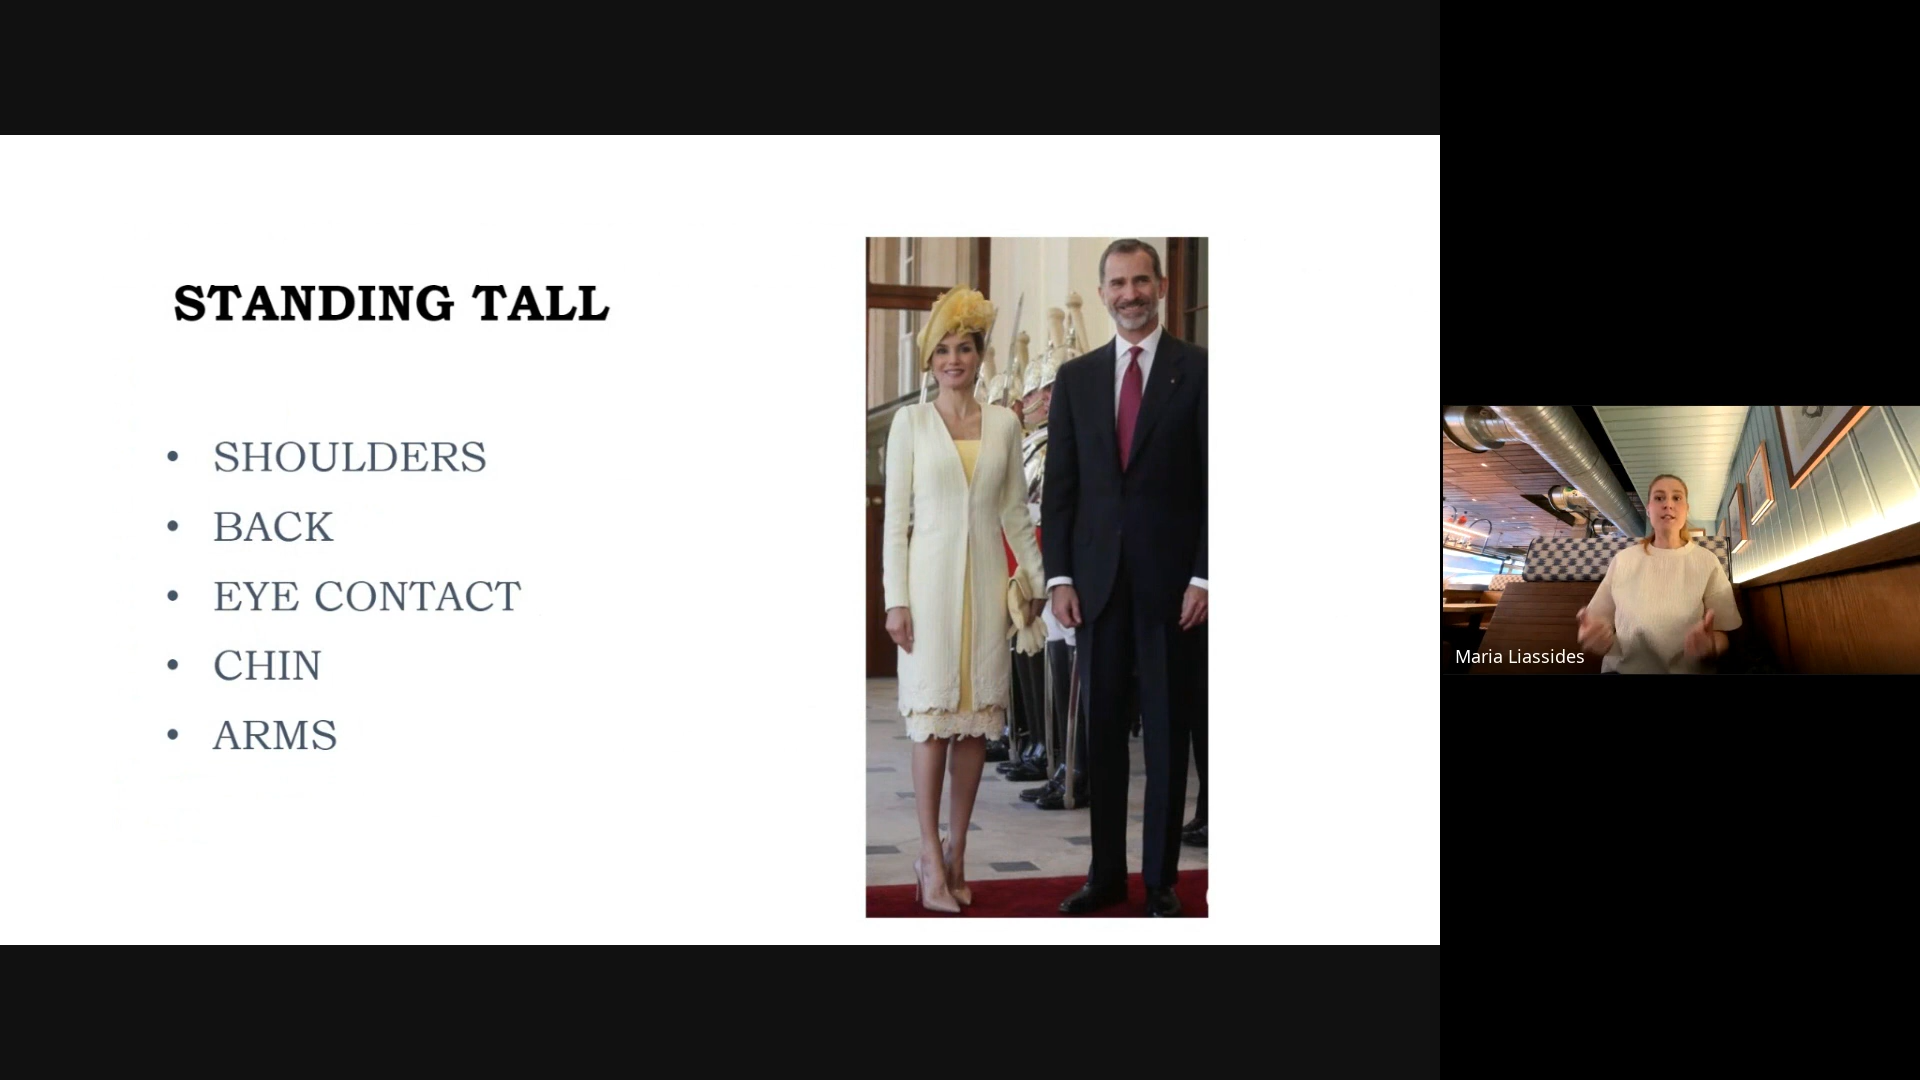 STANDING TALL
• SHOULDERS
• BACK
• EYE CONTACT
• CHIN
• ARMS
Maria Liassides